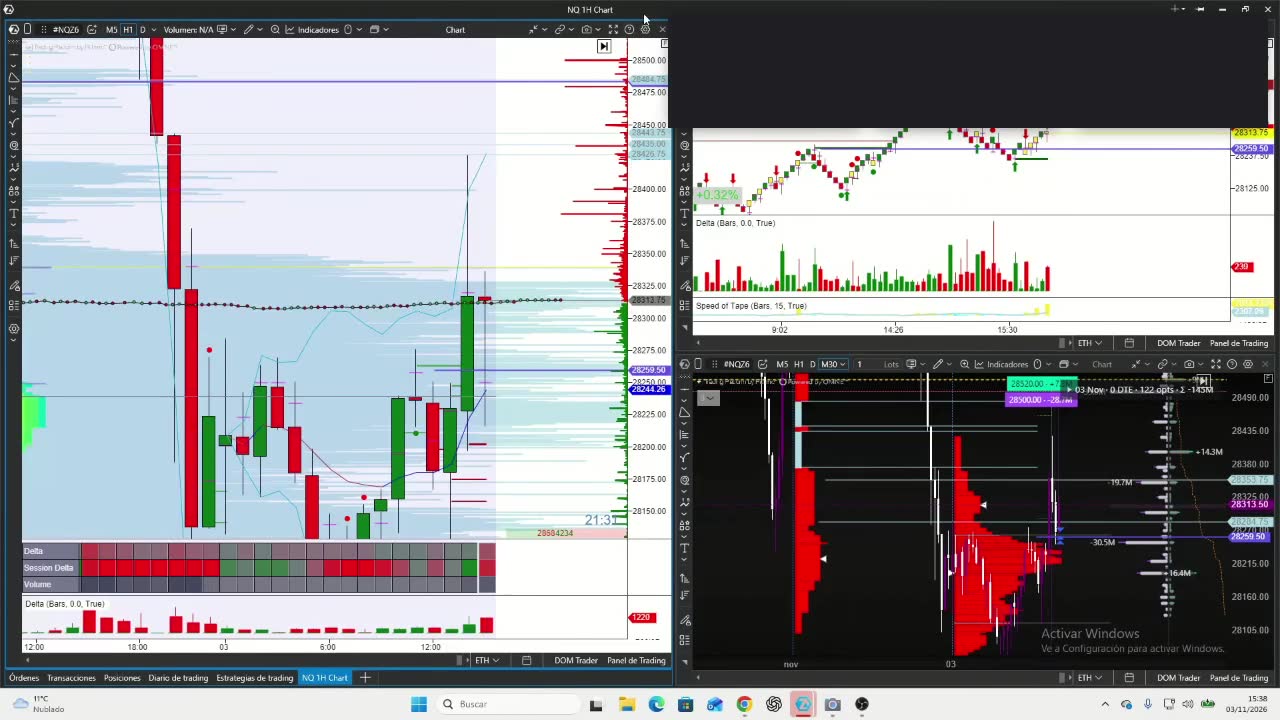 NQ 1H Chart
#NQZ6 M5 H1 D Volumen: N/A Indicadores Chart
28500.00
28484.75
28475.00
28450.00
28443.75
28435.00
28426.75
28400.00
28375.00
28350.00
28325.00
28313.75
28300.00
28275.00
28259.50
28250.00
28244.26
28225.00
28200.00
28175.00
28150.00
21:31
28684234
Delta
Session Delta
Volume
Delta (Bars, 0.0, True)
1220
12:00 18:00 03 6:00 12:00
ETH DOM Trader Panel de Trading
Órdenes Transacciones Posiciones Diario de trading Estrategias de trading NQ 1H Chart
28313.75
28259.50
28237.50
28125.00
+0.32%
Delta (Bars, 0.0, True)
239
Speed of Tape (Bars, 15, True)
9:02 14:26 15:30
ETH DOM Trader Panel de Trading
#NQZ6 M5 H1 D M30 1 Lots
28520.00
28500.00
03 Nov
0 DTE
122 opts
28490.00
28435.00
+14.3M
28380.00
28353.75
-19.7M
28325.00
28313.50
28284.75
28259.50
-30.5M
28215.00
-16.4M
28160.00
28105.00
Activar Windows
Ve a Configuración para activar Windows.
nov 03
ETH DOM Trader Panel de Trading
11°C
Nublado
Buscar
15:38
03/11/2026